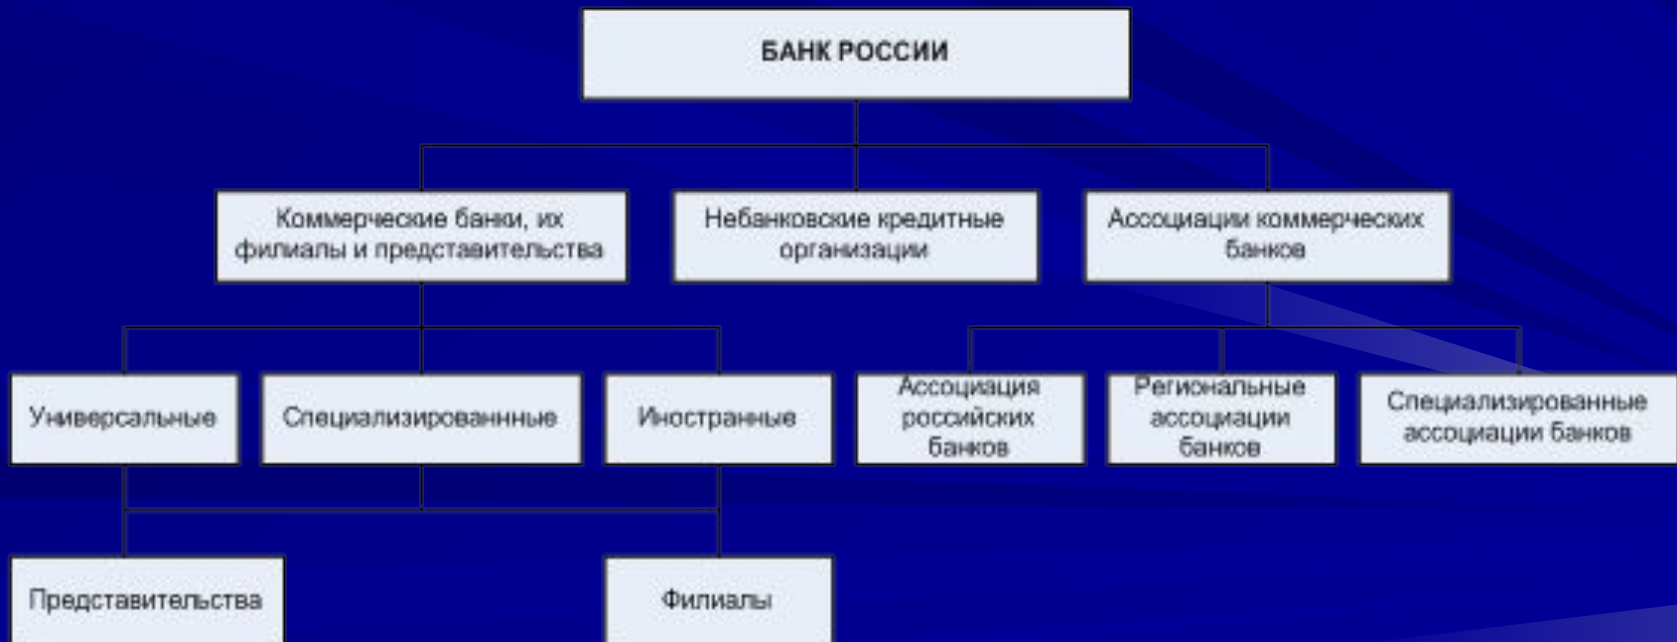 БАНК РОССИИ
Коммерческие банки, их
филиалы и представительства
Небанковские кредитные
организации
Ассоциации коммерческих
банков
Универсальные
Специализированнные
Иностранные
Ассоциация
российских
банков
Региональные
ассоциации
банков
Специализированные
ассоциации банков
Представительства
Филиалы